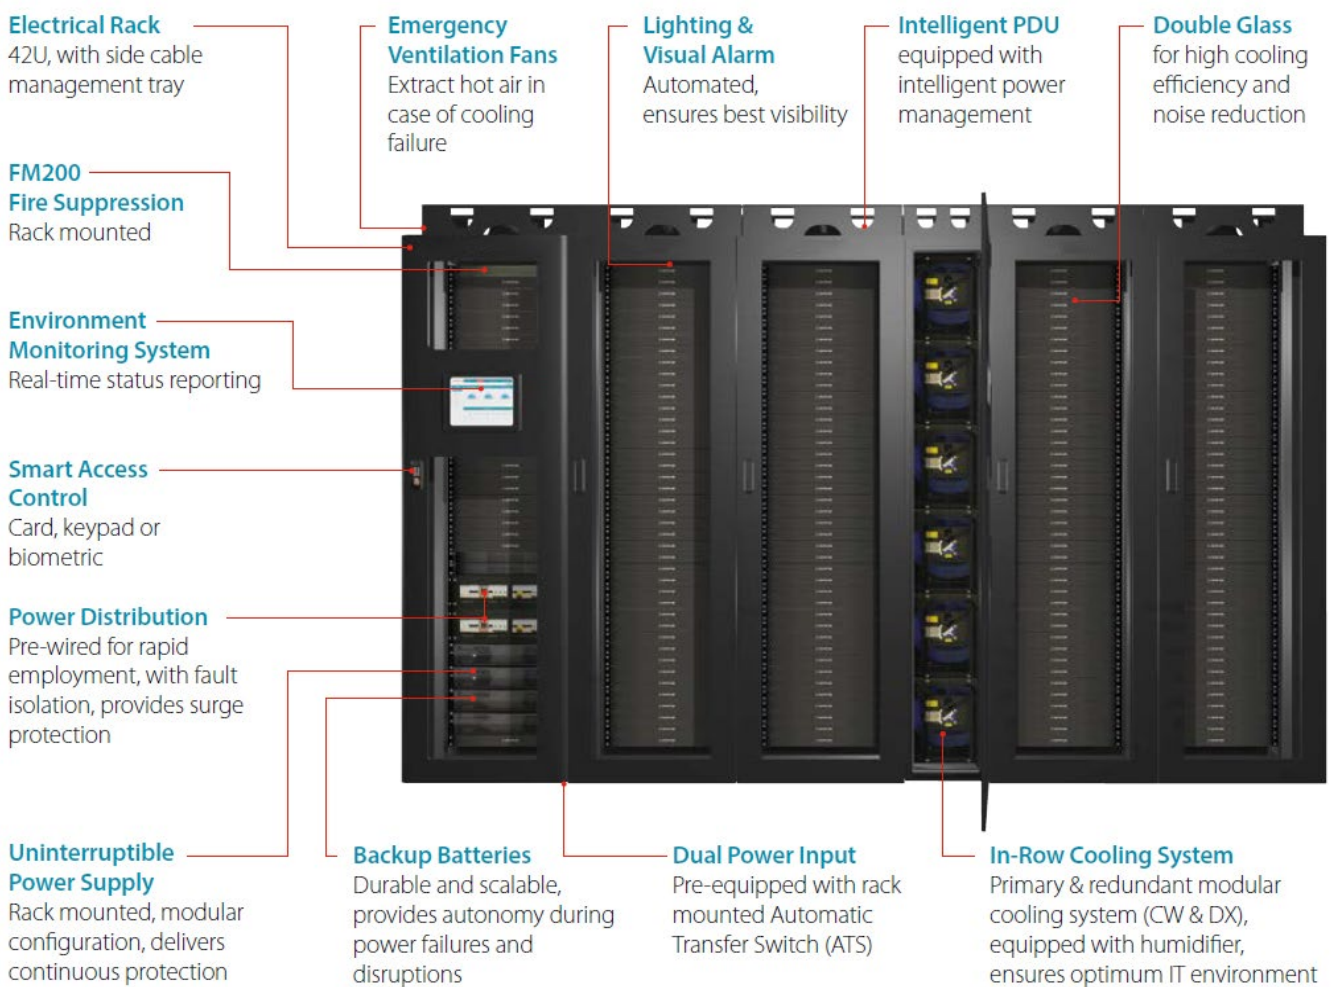 Electrical Rack
42U, with side cable
management tray
Emergency
Ventilation Fans
Extract hot air in
case of cooling
failure
Lighting &
Visual Alarm
Automated,
ensures best visibility
Intelligent PDU
equipped with
intelligent power
management
Double Glass
for high cooling
efficiency and
noise reduction
FM200
Fire Suppression
Rack mounted
Environment
Monitoring System
Real-time status reporting
Smart Access
Control
Card, keypad or
biometric
Power Distribution
Pre-wired for rapid
employment, with fault
isolation, provides surge
protection
Uninterruptible
Power Supply
Rack mounted, modular
configuration, delivers
continuous protection
Backup Batteries
Durable and scalable,
provides autonomy during
power failures and
disruptions
Dual Power Input
Pre-equipped with rack
mounted Automatic
Transfer Switch (ATS)
In-Row Cooling System
Primary & redundant modular
cooling system (CW & DX),
equipped with humidifier,
ensures optimum IT environment